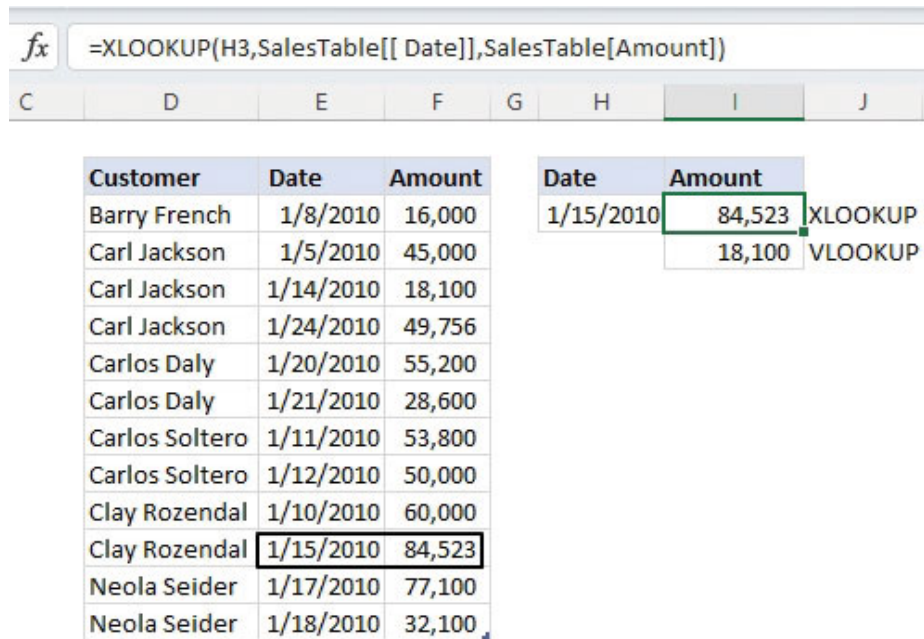 fx =XLOOKUP(H3,SalesTable[[ Date]],SalesTable[Amount])
C D E F G H I J
Customer Date Amount Date Amount
Barry French 1/8/2010 16,000 1/15/2010 84,523 XLOOKUP
Carl Jackson 1/5/2010 45,000 18,100 VLOOKUP
Carl Jackson 1/14/2010 18,100
Carl Jackson 1/24/2010 49,756
Carlos Daly 1/20/2010 55,200
Carlos Daly 1/21/2010 28,600
Carlos Soltero 1/11/2010 53,800
Carlos Soltero 1/12/2010 50,000
Clay Rozendal 1/10/2010 60,000
Clay Rozendal 1/15/2010 84,523
Neola Seider 1/17/2010 77,100
Neola Seider 1/18/2010 32,100